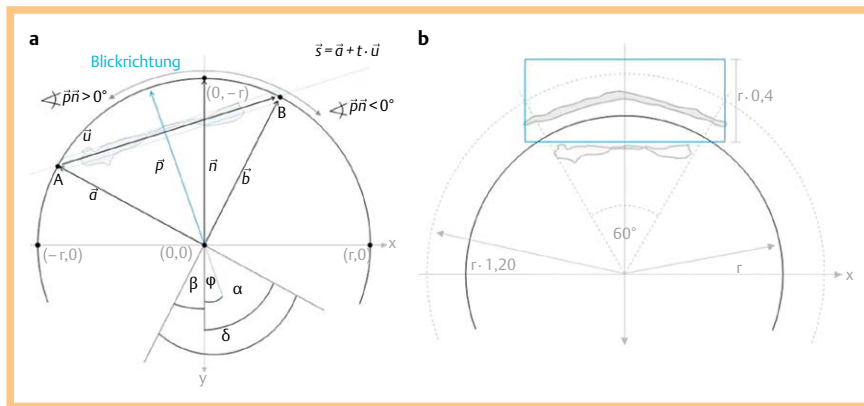 a
Blickrichtung
s⃗ = a⃗ + t · u⃗
∢p⃗n⃗ > 0°
(0, – r)
B
∢p⃗n⃗ < 0°
u⃗
A
a⃗
p⃗
n⃗
b⃗
x
(– r,0)
(0,0)
(r,0)
β
φ
α
δ
y
b
r · 0,4
60°
r · 1,20
r
x